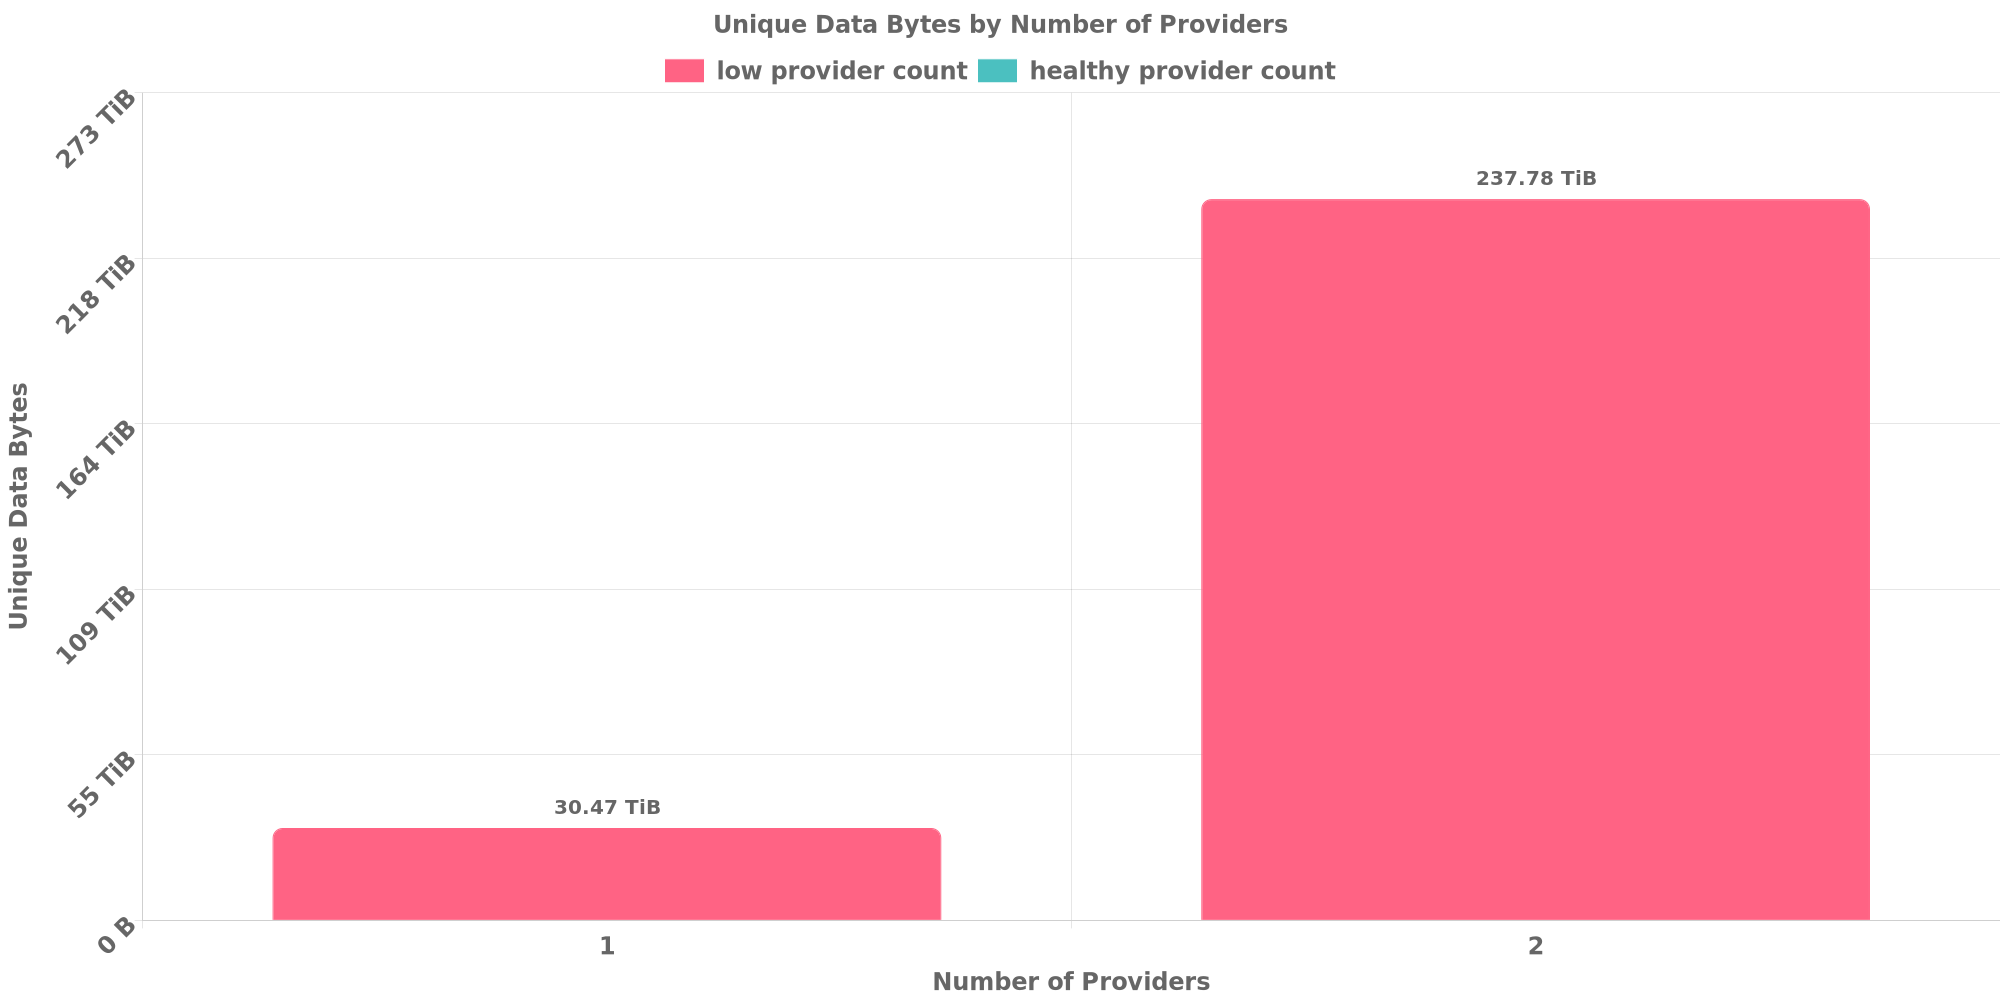 Unique Data Bytes by Number of Providers
low provider count healthy provider count
273 TiB
218 TiB
164 TiB
109 TiB
55 TiB
0 B
Unique Data Bytes
30.47 TiB
237.78 TiB
1 2
Number of Providers